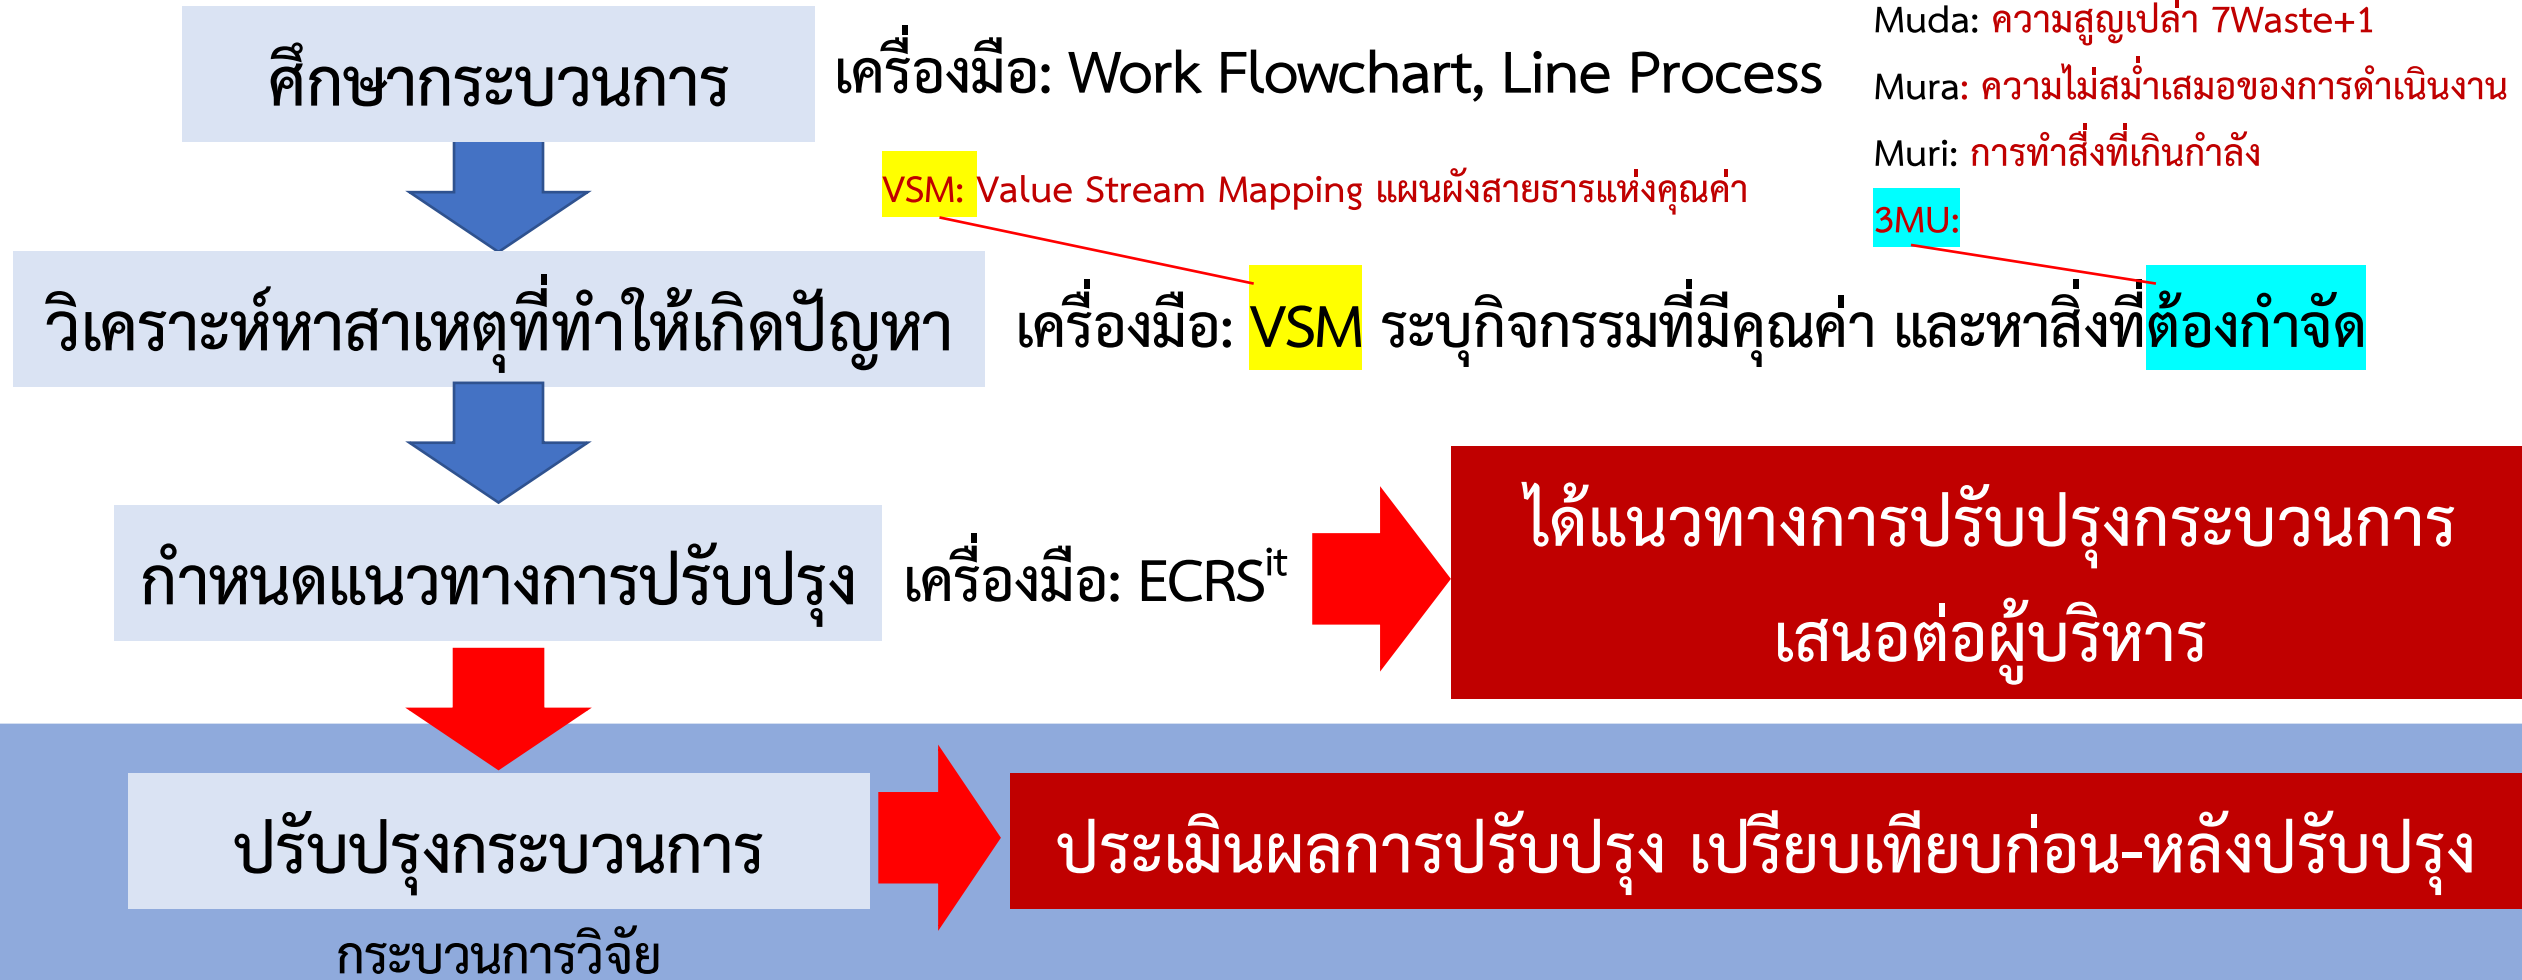 ศึกษากระบวนการ
เครื่องมือ: Work Flowchart, Line Process
Muda: ความสูญเปล่า 7Waste+1
Mura: ความไม่สม่ำเสมอของการดำเนินงาน
Muri: การทำสิ่งที่เกินกำลัง
3MU:
VSM: Value Stream Mapping แผนผังสายธารแห่งคุณค่า
วิเคราะห์หาสาเหตุที่ทำให้เกิดปัญหา
เครื่องมือ: VSM ระบุกิจกรรมที่มีคุณค่า และหาสิ่งที่ต้องกำจัด
กำหนดแนวทางการปรับปรุง
เครื่องมือ: ECRSit
ได้แนวทางการปรับปรุงกระบวนการ
เสนอต่อผู้บริหาร
ปรับปรุงกระบวนการ
ประเมินผลการปรับปรุง เปรียบเทียบก่อน-หลังปรับปรุง
กระบวนการวิจัย